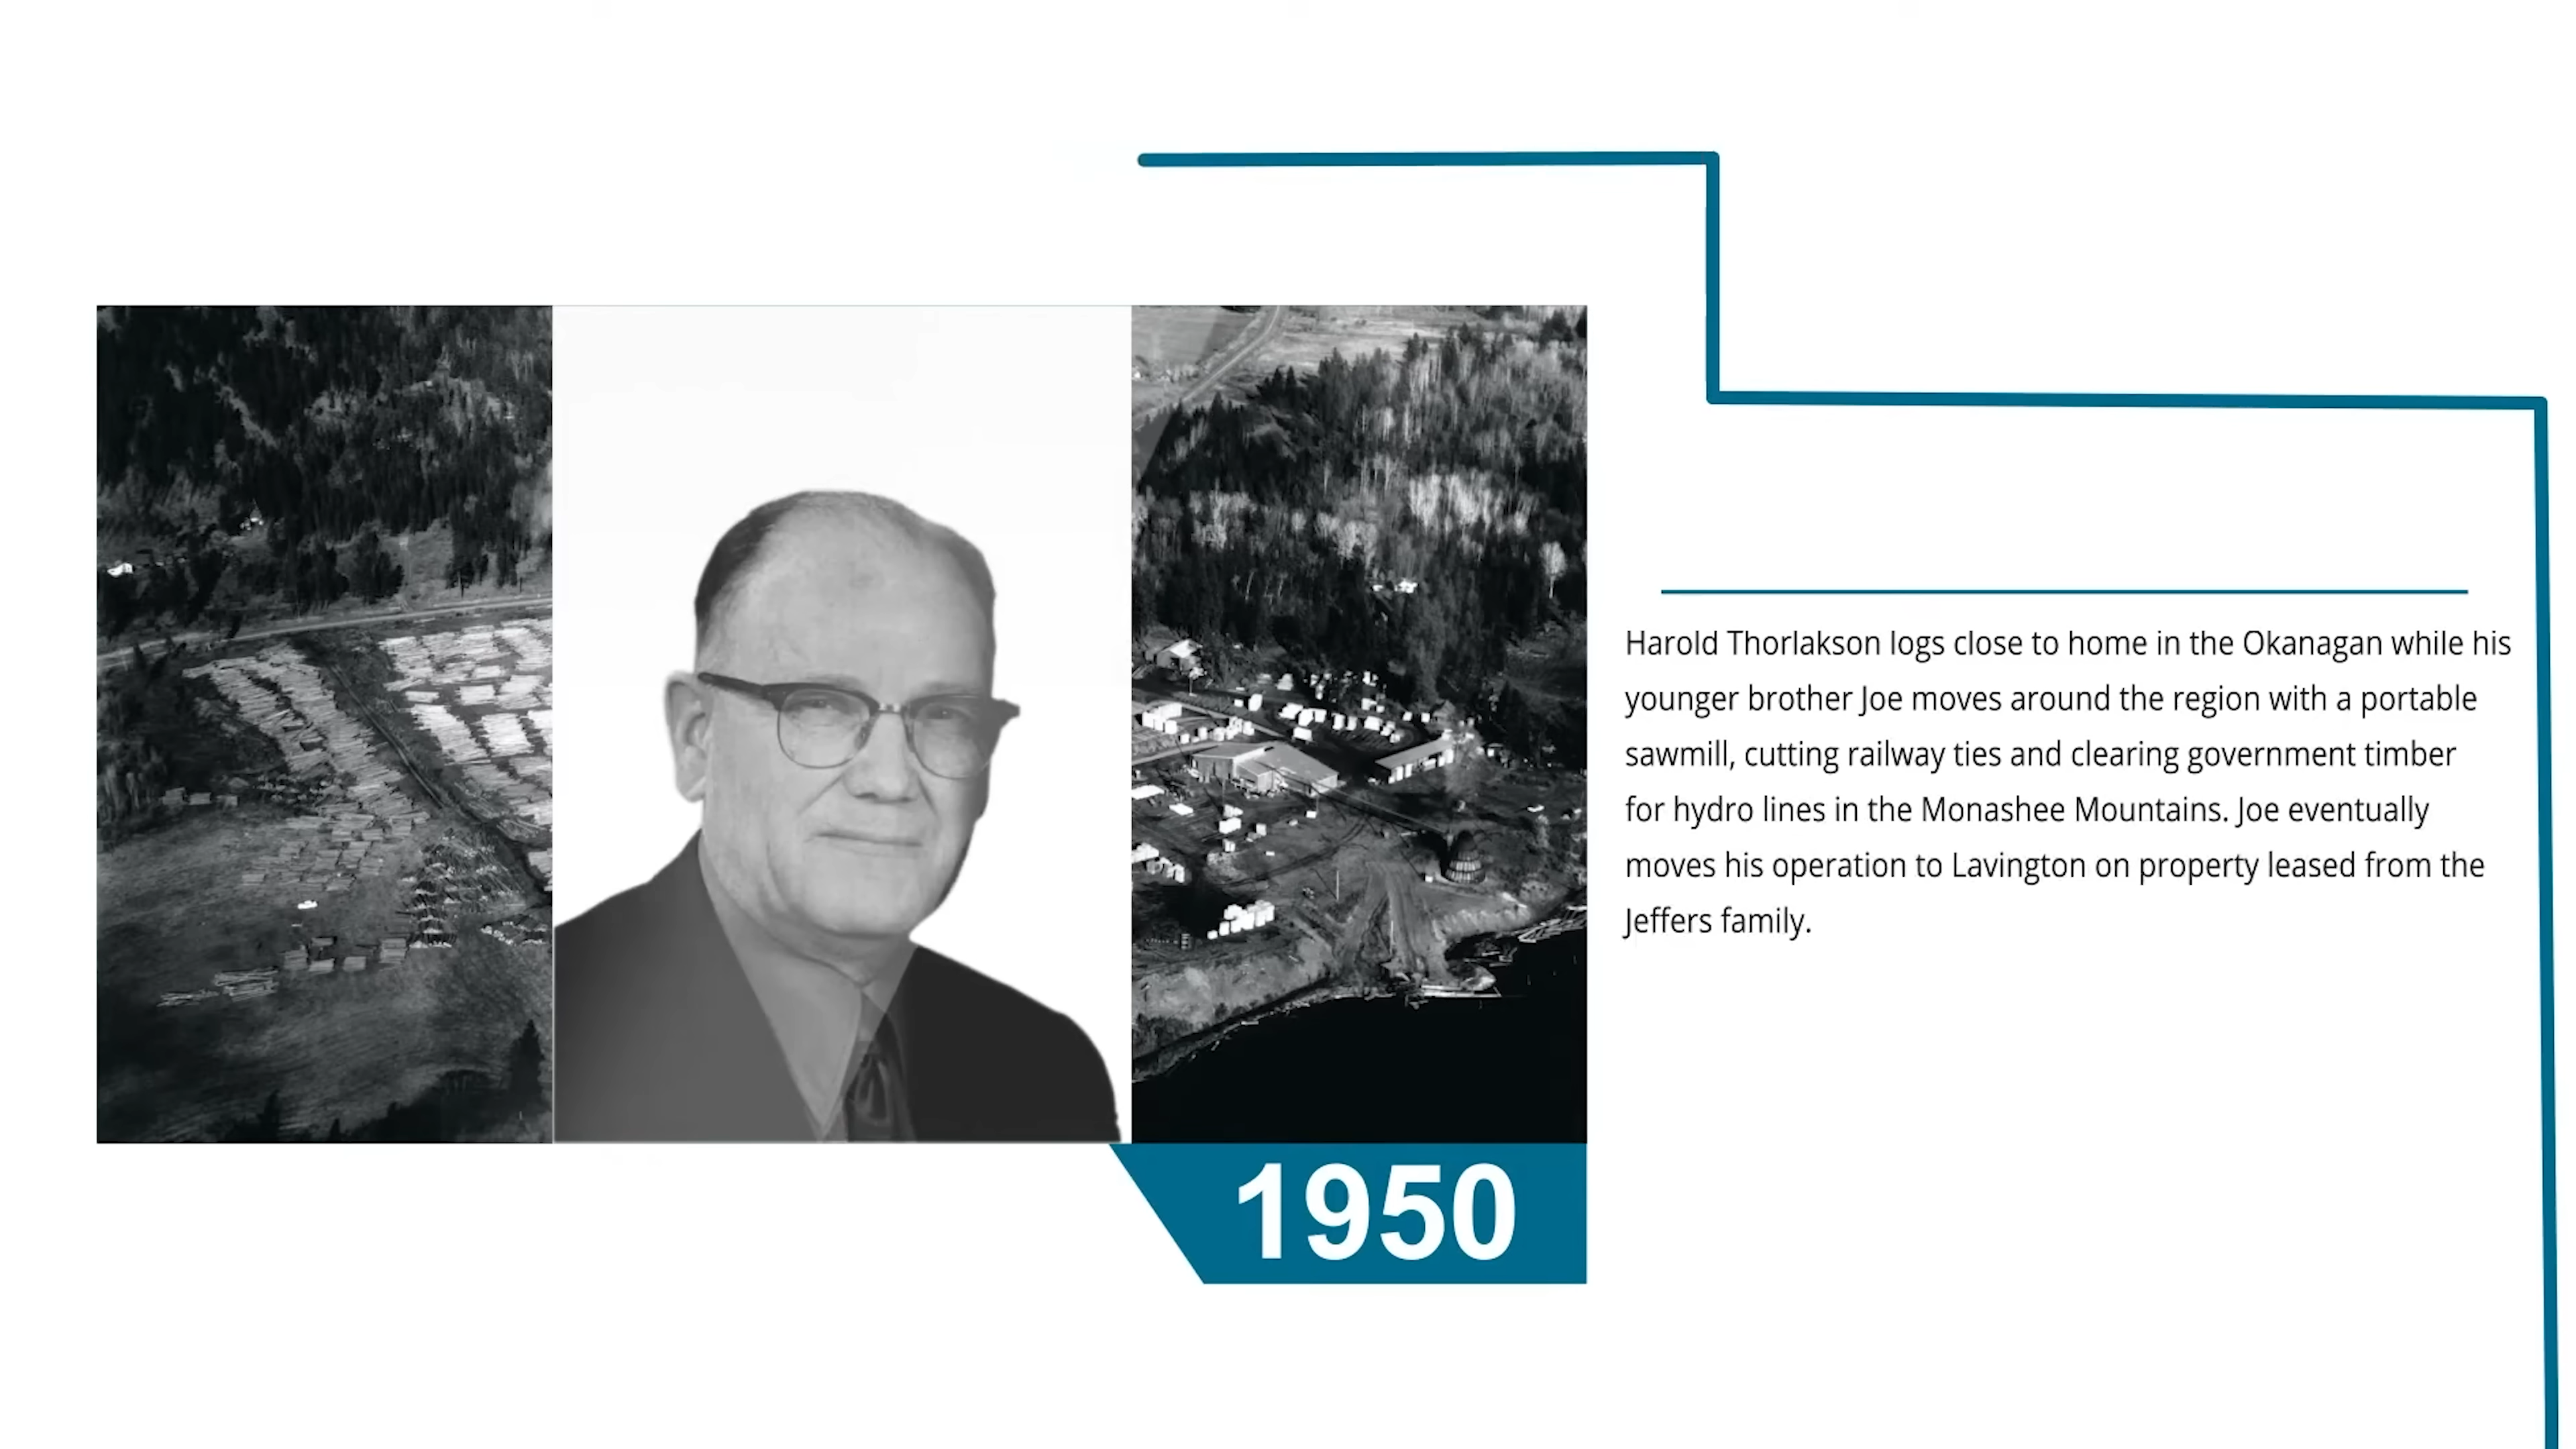 Harold Thorlakson logs close to home in the Okanagan while his
younger brother Joe moves around the region with a portable
sawmill, cutting railway ties and clearing government timber
for hydro lines in the Monashee Mountains. Joe eventually
moves his operation to Lavington on property leased from the
Jeffers family.
1950